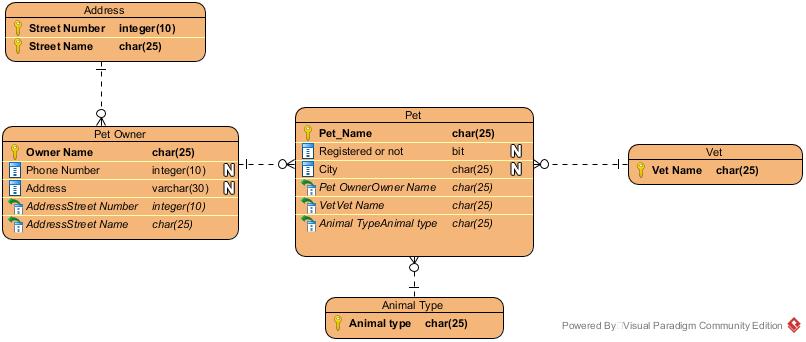 Address
Street Number integer(10)
Street Name char(25)
Pet Owner
Owner Name char(25)
Phone Number integer(10) N
Address varchar(30) N
AddressStreet Number integer(10)
AddressStreet Name char(25)
Pet
Pet_Name char(25)
Registered or not bit N
City char(25) N
Pet OwnerOwner Name char(25)
VetVet Name char(25)
Animal TypeAnimal type char(25)
Vet
Vet Name char(25)
Animal Type
Animal type char(25)
Powered By Visual Paradigm Community Edition